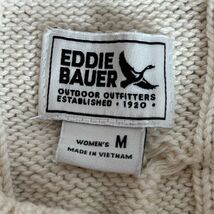 EDDIE
BAUER
OUTDOOR OUTFITTERS
ESTABLISHED • 1920 •
WOMEN'S M
MADE IN VIETNAM